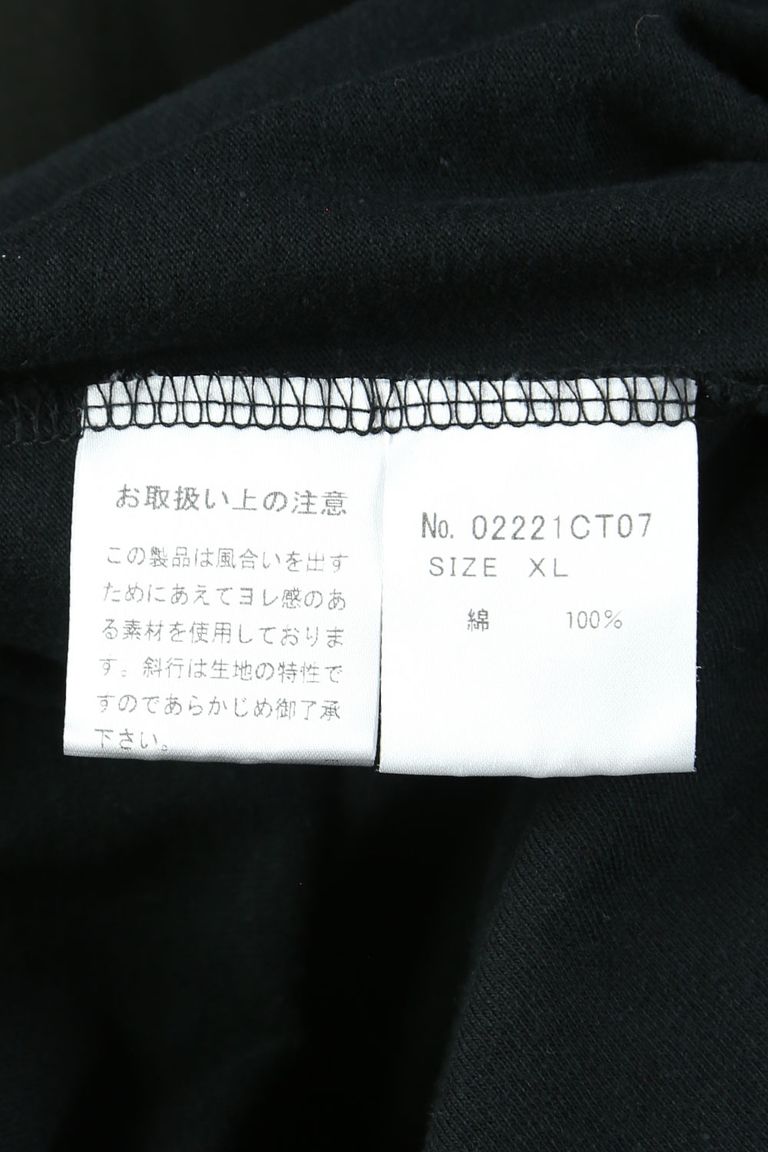 お取扱い上の注意
この製品は風合いを出す
ためにあえてヨレ感のあ
る素材を使用しておりま
す。斜行は生地の特性で
すのであらかじめ御了承
下さい。
No. 02221CT07
SIZE XL
綿 100%